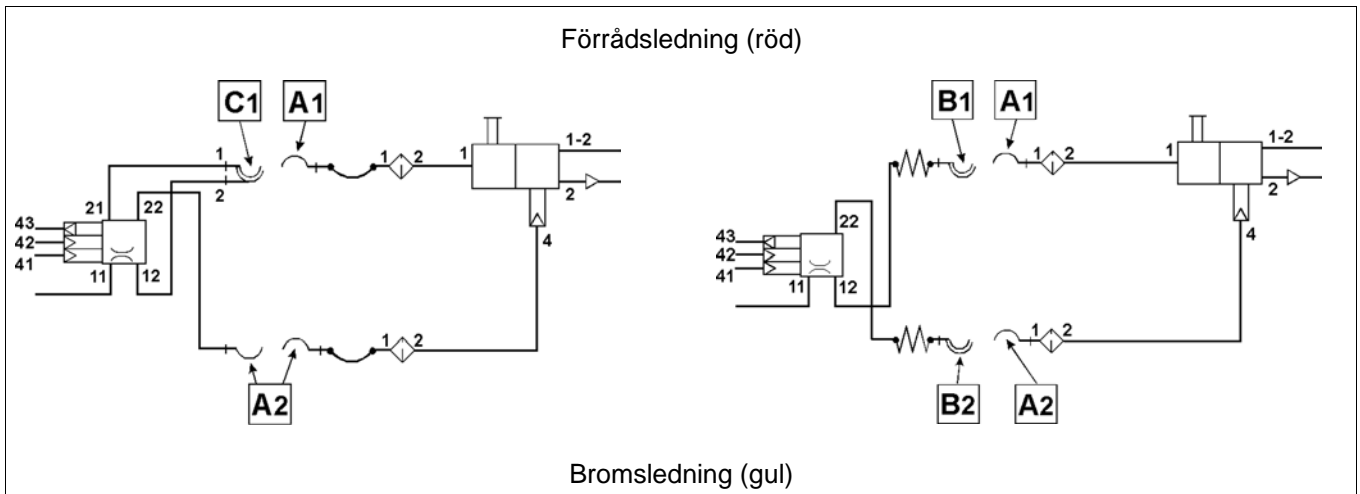 Förrådsledning (röd)
C1 A1
1 1 2 1 1-2
2 2
21 22
43
42
41
4
11 12
A2
1 2
B1 A1
1 2 1 1-2
2
22
43
42
41
4
11 12
1 2
B2 A2
Bromsledning (gul)